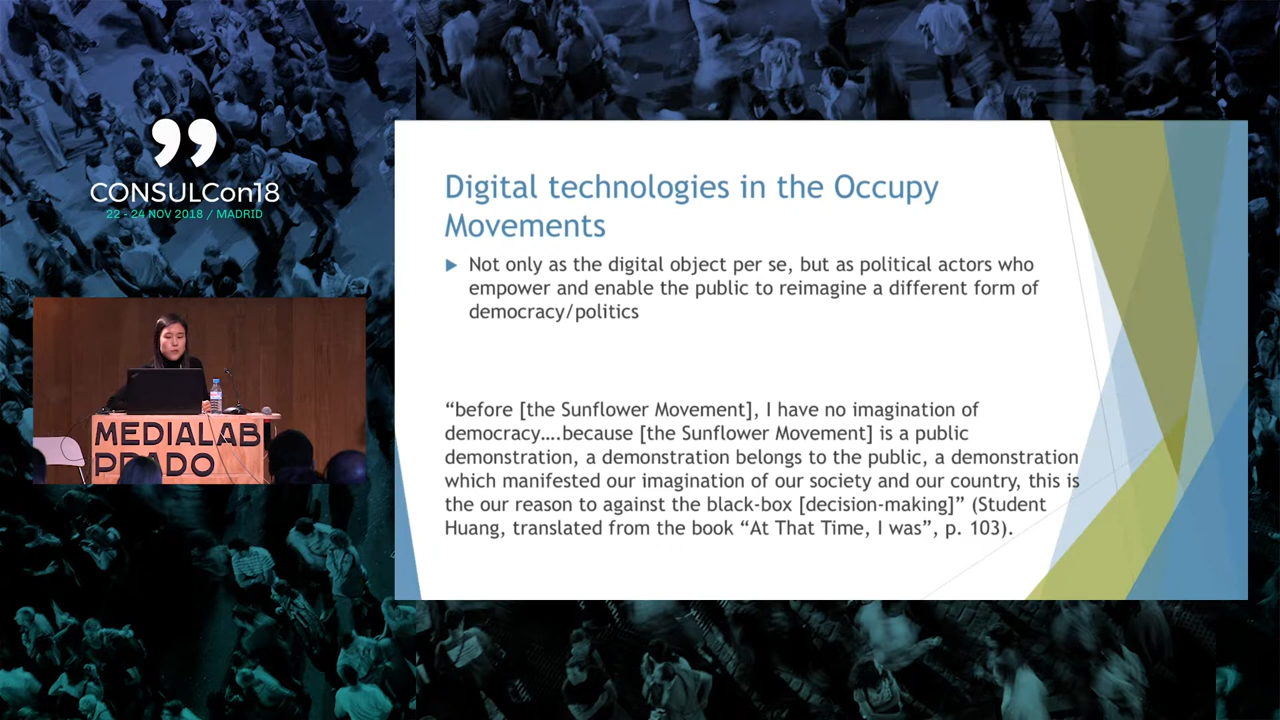 CONSULCon18
22 - 24 NOV 2018 / MADRID
MEDIALAB
PRADO
Digital technologies in the Occupy
Movements
Not only as the digital object per se, but as political actors who
empower and enable the public to reimagine a different form of
democracy/politics
“before [the Sunflower Movement], I have no imagination of
democracy….because [the Sunflower Movement] is a public
demonstration, a demonstration belongs to the public, a demonstration
which manifested our imagination of our society and our country, this is
the our reason to against the black-box [decision-making]” (Student
Huang, translated from the book “At That Time, I was”, p. 103).